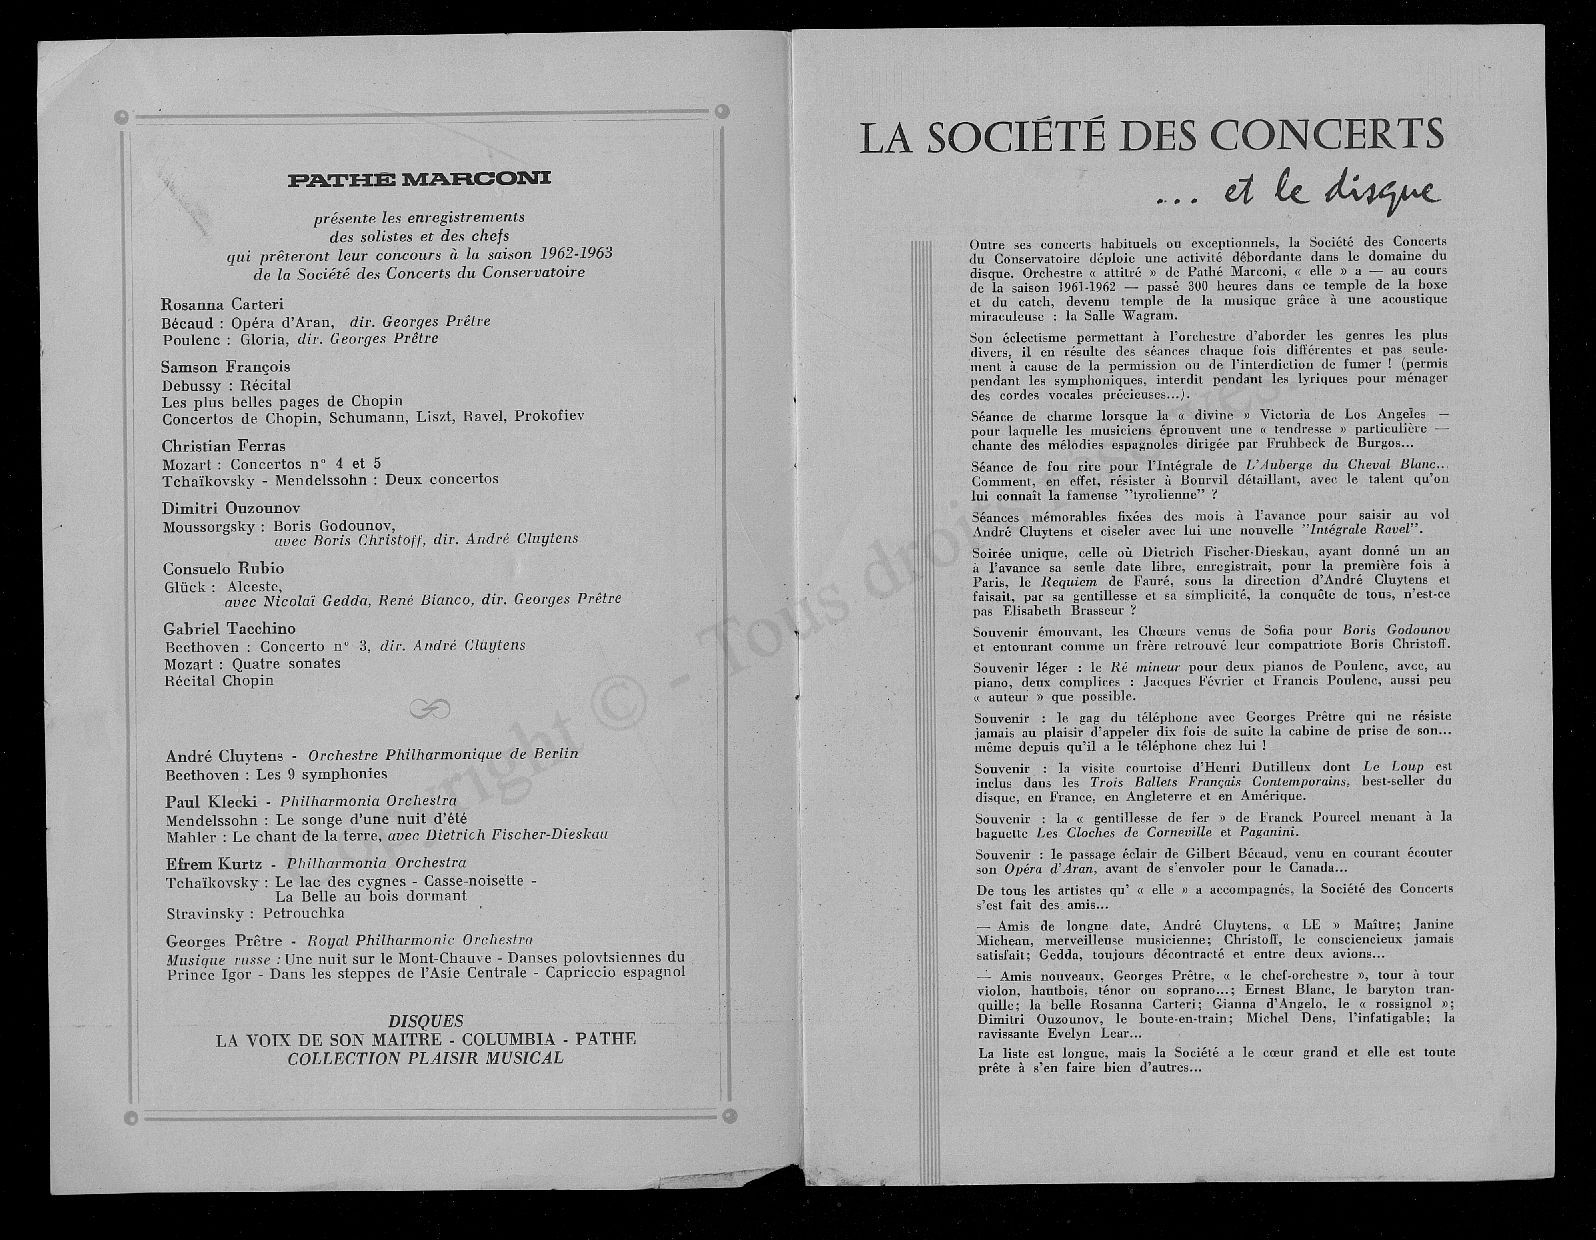 PATHÉ MARCONI
présente les enregistrements
des solistes et des chefs
qui prêteront leur concours à la saison 1962-1963
de la Société des Concerts du Conservatoire
Rosanna Carteri
Bécaud : Opéra d'Aran, dir. Georges Prêtre
Poulenc : Gloria, dir. Georges Prêtre
Samson François
Debussy : Récital
Les plus belles pages de Chopin
Concertos de Chopin, Schumann, Liszt, Ravel, Prokofiev
Christian Ferras
Mozart : Concertos n° 4 et 5
Tchaïkovsky - Mendelssohn : Deux concertos
Dimitri Ouzounov
Moussorgsky : Boris Godounov,
avec Boris Christoff, dir. André Cluytens
Consuelo Rubio
Glück : Alceste,
avec Nicolaï Gedda, René Bianco, dir. Georges Prêtre
Gabriel Tacchino
Beethoven : Concerto n° 3, dir. André Cluytens
Mozart : Quatre sonates
Récital Chopin
André Cluytens - Orchestre Philharmonique de Berlin
Beethoven : Les 9 symphonies
Paul Klecki - Philharmonia Orchestra
Mendelssohn : Le songe d'une nuit d'été
Mahler : Le chant de la terre, avec Dietrich Fischer-Dieskau
Efrem Kurtz - Philharmonia Orchestra
Tchaïkovsky : Le lac des cygnes - Casse-noisette -
La Belle au bois dormant
Stravinsky : Petrouchka
Georges Prêtre - Royal Philharmonic Orchestra
Musique russe : Une nuit sur le Mont-Chauve - Danses polovtsiennes du
Prince Igor - Dans les steppes de l'Asie Centrale - Capriccio espagnol
DISQUES
LA VOIX DE SON MAITRE - COLUMBIA - PATHE
COLLECTION PLAISIR MUSICAL
LA SOCIÉTÉ DES CONCERTS
... et le disque
Outre ses concerts habituels ou exceptionnels, la Société des Concerts
du Conservatoire déploie une activité débordante dans le domaine du
disque. Orchestre « attitré » de Pathé Marconi, « elle » a — au cours
de la saison 1961-1962 — passé 300 heures dans ce temple de la boxe
et du catch, devenu temple de la musique grâce à une acoustique
miraculeuse : la Salle Wagram.
Son éclectisme permettant à l'orchestre d'aborder les genres les plus
divers, il en résulte des séances chaque fois différentes et pas seule-
ment à cause de la permission ou de l'interdiction de fumer ! (permis
pendant les symphoniques, interdit pendant les lyriques pour ménager
des cordes vocales précieuses...).
Séance de charme lorsque la « divine » Victoria de Los Angeles —
pour laquelle les musiciens éprouvent une « tendresse » particulière —
chante des mélodies espagnoles dirigée par Fruhbeck de Burgos...
Séance de fou rire pour l'Intégrale de L'Auberge du Cheval Blanc...
Comment, en effet, résister à Bourvil détaillant, avec le talent qu'on
lui connaît la fameuse "tyrolienne" ?
Séances mémorables fixées des mois à l'avance pour saisir au vol
André Cluytens et ciseler avec lui une nouvelle "Intégrale Ravel".
Soirée unique, celle où Dietrich Fischer-Dieskau, ayant donné un an
à l'avance sa seule date libre, enregistrait, pour la première fois à
Paris, le Requiem de Fauré, sous la direction d'André Cluytens et
faisait, par sa gentillesse et sa simplicité, la conquête de tous, n'est-ce
pas Elisabeth Brasseur ?
Souvenir émouvant, les Chœurs venus de Sofia pour Boris Godounov
et entourant comme un frère retrouvé leur compatriote Boris Christoff.
Souvenir léger : le Ré mineur pour deux pianos de Poulenc, avec, au
piano, deux complices : Jacques Février et Francis Poulenc, aussi peu
« auteur » que possible.
Souvenir : le gag du téléphone avec Georges Prêtre qui ne résiste
jamais au plaisir d'appeler dix fois de suite la cabine de prise de son...
même depuis qu'il a le téléphone chez lui !
Souvenir : la visite courtoise d'Henri Dutilleux dont Le Loup est
inclus dans les Trois Ballets Français Contemporains, best-seller du
disque, en France, en Angleterre et en Amérique.
Souvenir : la « gentillesse de fer » de Franck Pourcel menant à la
baguette Les Cloches de Corneville et Paganini.
Souvenir : le passage éclair de Gilbert Bécaud, venu en courant écouter
son Opéra d'Aran, avant de s'envoler pour le Canada...
De tous les artistes qu' « elle » a accompagnés, la Société des Concerts
s'est fait des amis...
— Amis de longue date, André Cluytens, « LE » Maître; Janine
Micheau, merveilleuse musicienne; Christoff, le consciencieux jamais
satisfait; Gedda, toujours décontracté et entre deux avions...
— Amis nouveaux, Georges Prêtre, « le chef-orchestre », tour à tour
violon, hautbois, ténor ou soprano...; Ernest Blanc, le baryton tran-
quille; la belle Rosanna Carteri; Gianna d'Angelo, le « rossignol »;
Dimitri Ouzounov, le boute-en-train; Michel Dens, l'infatigable; la
ravissante Evelyn Lear...
La liste est longue, mais la Société a le cœur grand et elle est toute
prête à s'en faire bien d'autres...
Copyright © - Tous droits